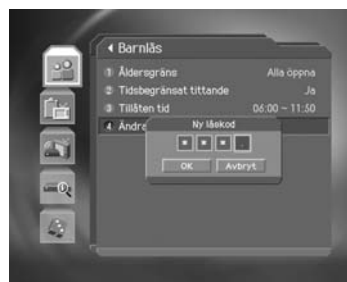 Barnlås
1 Åldersgräns Alla öppna
2 Tidsbegränsat tittande Ja
3 Tillåten tid 06:00 ~ 11:50
4 Ändra
Ny låskod
* * * .
OK Avbryt